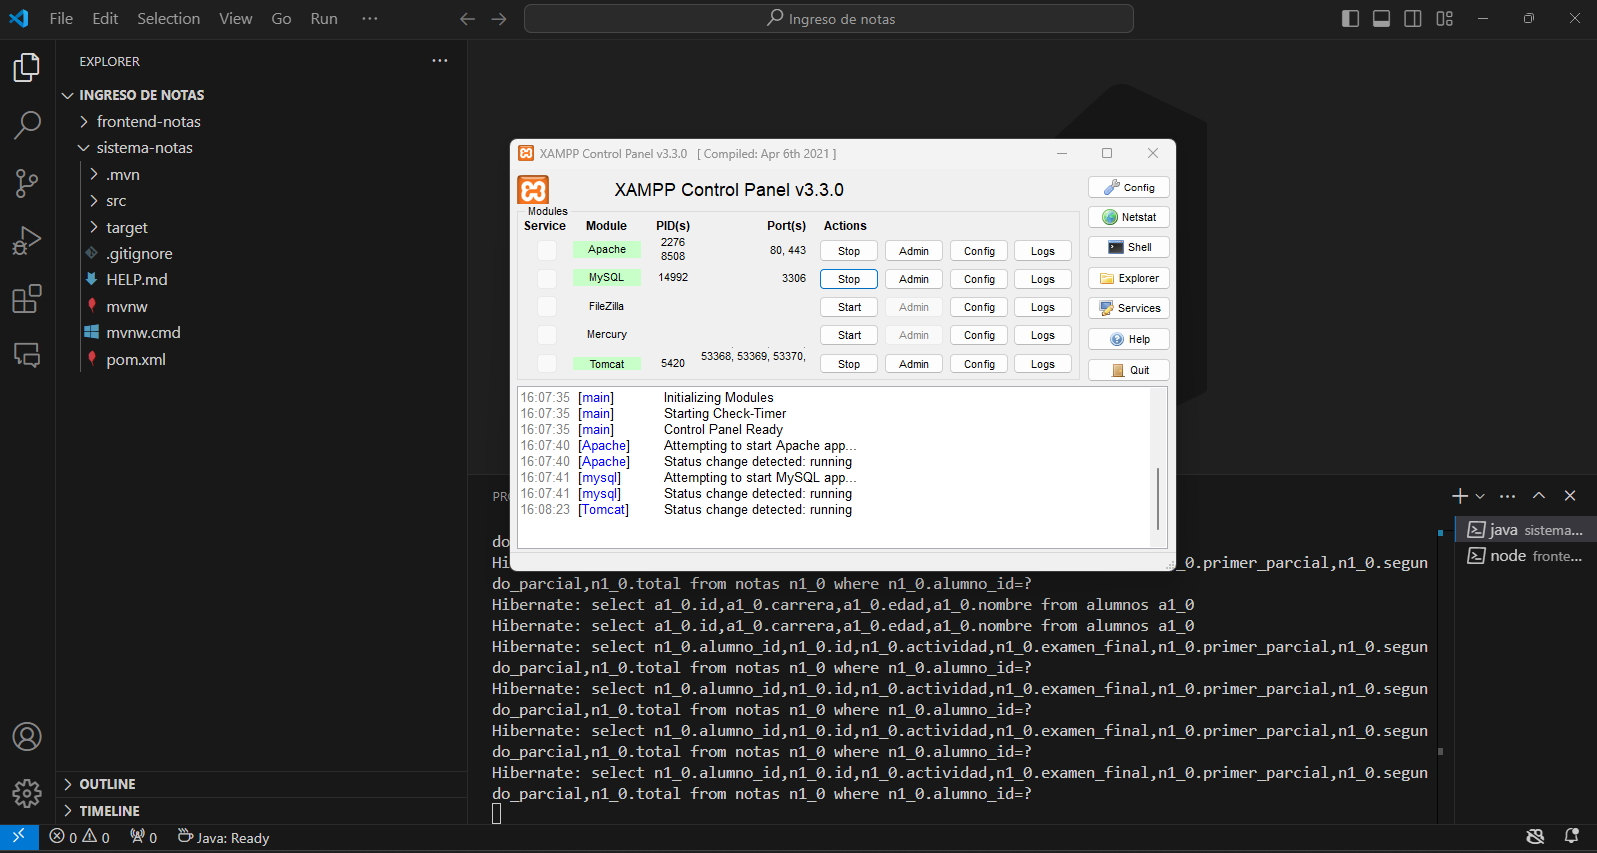 File Edit Selection View Go Run ···
Ingreso de notas
EXPLORER
INGRESO DE NOTAS
frontend-notas
sistema-notas
.mvn
src
target
.gitignore
HELP.md
mvnw
mvnw.cmd
pom.xml
OUTLINE
TIMELINE
XAMPP Control Panel v3.3.0 [ Compiled: Apr 6th 2021 ]
XAMPP Control Panel v3.3.0
Modules
Service Module PID(s) Port(s) Actions
Apache 2276 8508 80, 443 Stop Admin Config Logs
MySQL 14992 3306 Stop Admin Config Logs
FileZilla Start Admin Config Logs
Mercury Start Admin Config Logs
Tomcat 5420 53368, 53369, 53370, Stop Admin Config Logs
Config
Netstat
Shell
Explorer
Services
Help
Quit
16:07:35 [main] Initializing Modules
16:07:35 [main] Starting Check-Timer
16:07:35 [main] Control Panel Ready
16:07:40 [Apache] Attempting to start Apache app...
16:07:40 [Apache] Status change detected: running
16:07:41 [mysql] Attempting to start MySQL app...
16:07:41 [mysql] Status change detected: running
16:08:23 [Tomcat] Status change detected: running
PR
java sistema...
node fronte...
do
Hi _0.primer_parcial,n1_0.segun
do_parcial,n1_0.total from notas n1_0 where n1_0.alumno_id=?
Hibernate: select a1_0.id,a1_0.carrera,a1_0.edad,a1_0.nombre from alumnos a1_0
Hibernate: select a1_0.id,a1_0.carrera,a1_0.edad,a1_0.nombre from alumnos a1_0
Hibernate: select n1_0.alumno_id,n1_0.id,n1_0.actividad,n1_0.examen_final,n1_0.primer_parcial,n1_0.segun
do_parcial,n1_0.total from notas n1_0 where n1_0.alumno_id=?
Hibernate: select n1_0.alumno_id,n1_0.id,n1_0.actividad,n1_0.examen_final,n1_0.primer_parcial,n1_0.segun
do_parcial,n1_0.total from notas n1_0 where n1_0.alumno_id=?
Hibernate: select n1_0.alumno_id,n1_0.id,n1_0.actividad,n1_0.examen_final,n1_0.primer_parcial,n1_0.segun
do_parcial,n1_0.total from notas n1_0 where n1_0.alumno_id=?
Hibernate: select n1_0.alumno_id,n1_0.id,n1_0.actividad,n1_0.examen_final,n1_0.primer_parcial,n1_0.segun
do_parcial,n1_0.total from notas n1_0 where n1_0.alumno_id=?
0 0 0 Java: Ready